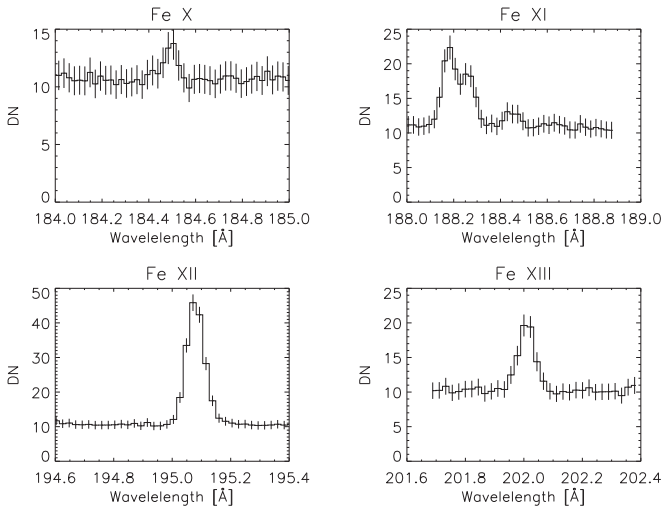 Fe X
15
10
5
0
DN
184.0 184.2 184.4 184.6 184.8 185.0
Wavelelength [Å]
Fe XI
25
20
15
10
5
0
DN
188.0 188.2 188.4 188.6 188.8 189.0
Wavelelength [Å]
Fe XII
50
40
30
20
10
0
DN
194.6 194.8 195.0 195.2 195.4
Wavelelength [Å]
Fe XIII
25
20
15
10
5
0
DN
201.6 201.8 202.0 202.2 202.4
Wavelelength [Å]